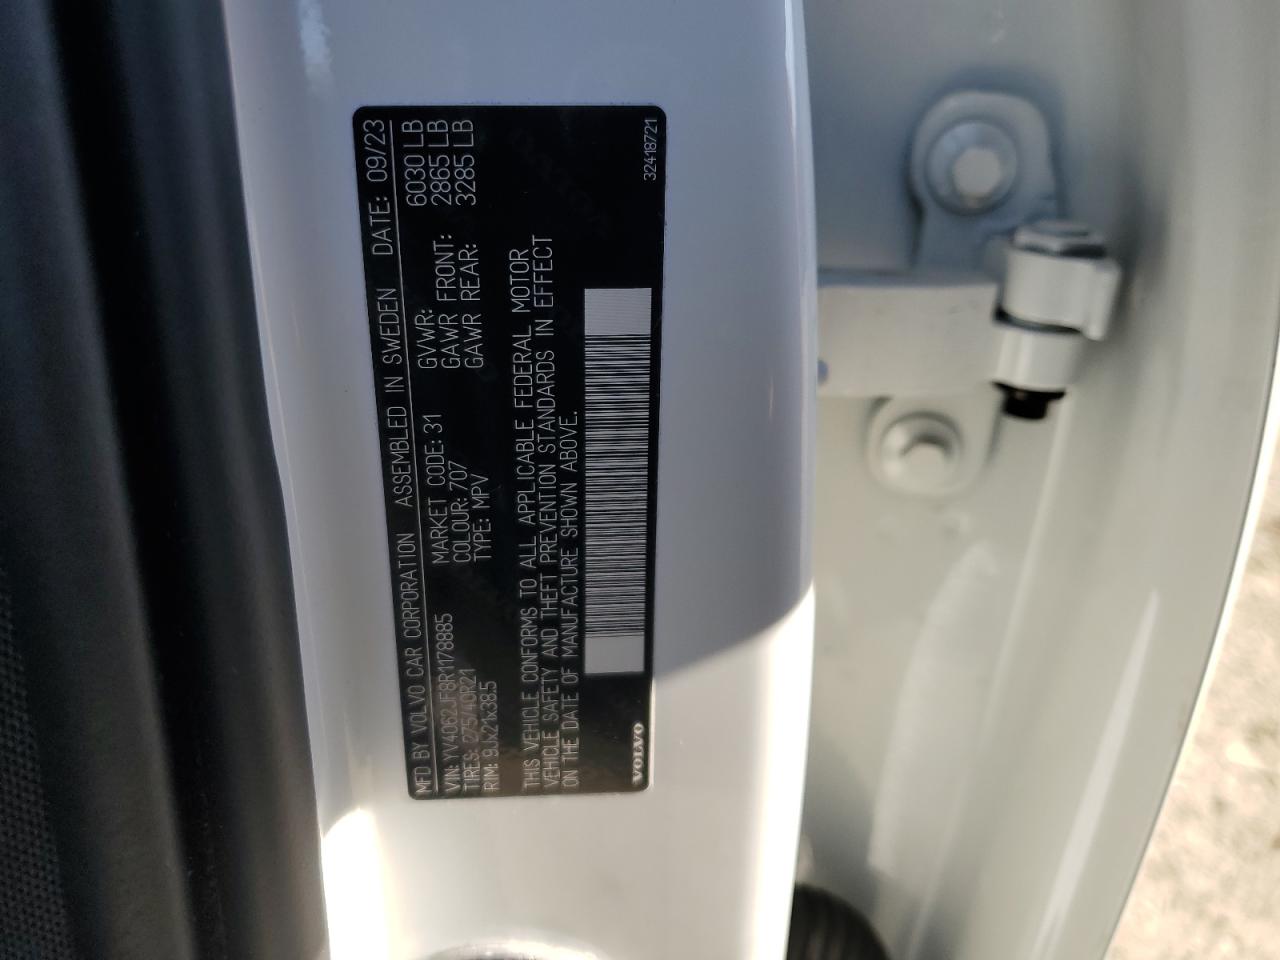 MFD BY VOLVO CAR CORPORATION ASSEMBLED IN SWEDEN DATE: 09/23
VIN: YV4062JF8R1178885 MARKET CODE: 31 GVWR: 6030 LB
TIRES: 275/40R21 COLOUR: 707 GAWR FRONT: 2865 LB
RIM: 9Jx21x38.5 TYPE: MPV GAWR REAR: 3285 LB
THIS VEHICLE CONFORMS TO ALL APPLICABLE FEDERAL MOTOR
VEHICLE SAFETY AND THEFT PREVENTION STANDARDS IN EFFECT
ON THE DATE OF MANUFACTURE SHOWN ABOVE.
VOLVO 32418721